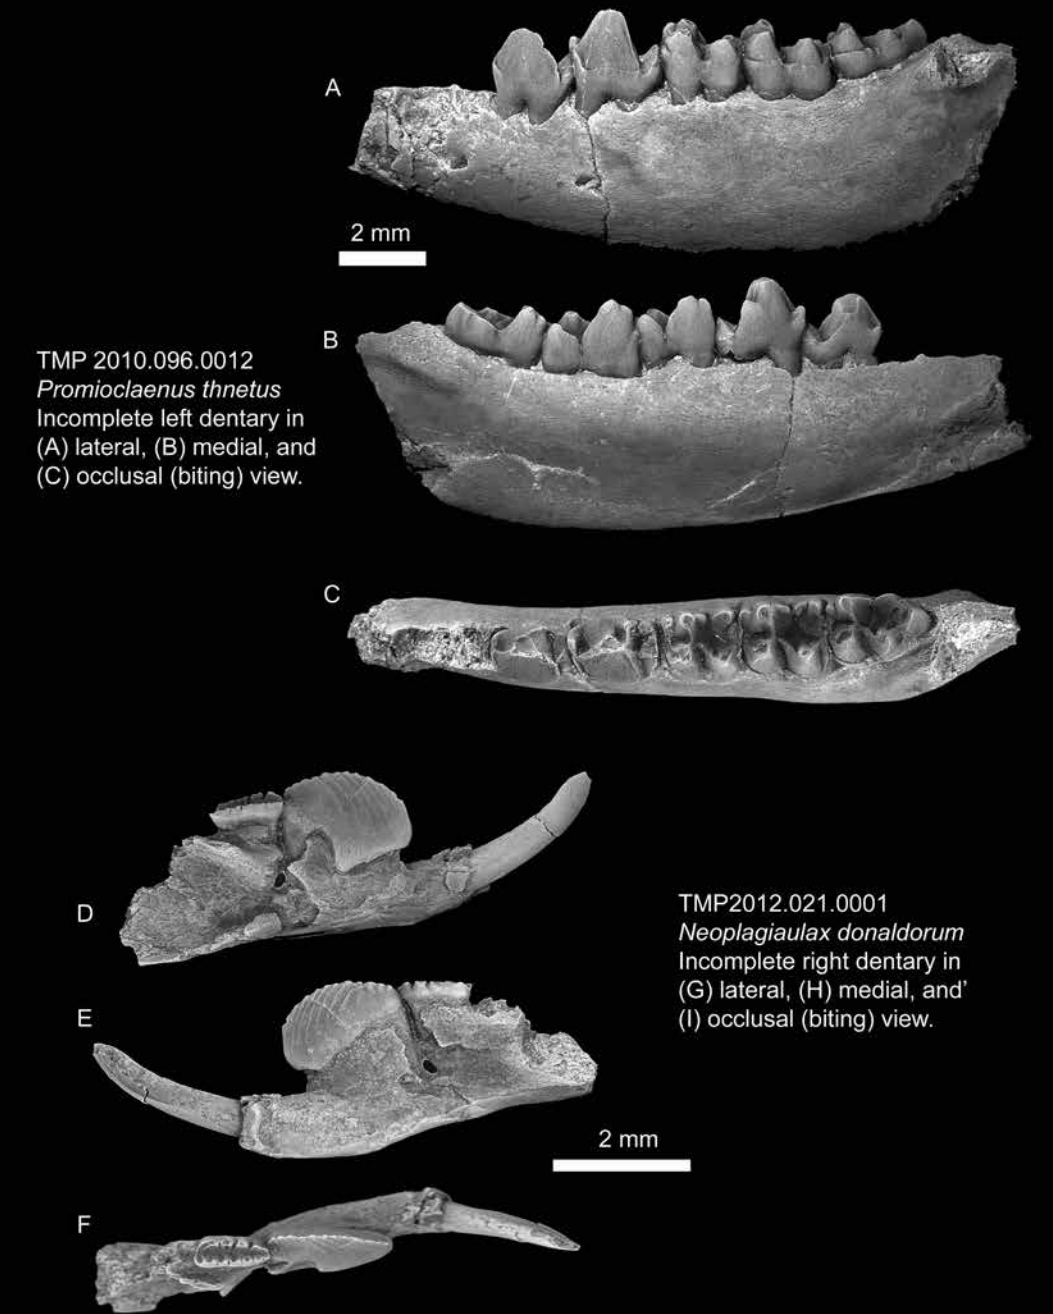 A
2 mm
B
TMP 2010.096.0012
Promioclaenus thnetus
Incomplete left dentary in
(A) lateral, (B) medial, and
(C) occlusal (biting) view.
C
D
TMP2012.021.0001
Neoplagiaulax donaldorum
Incomplete right dentary in
(G) lateral, (H) medial, and'
(I) occlusal (biting) view.
E
2 mm
F